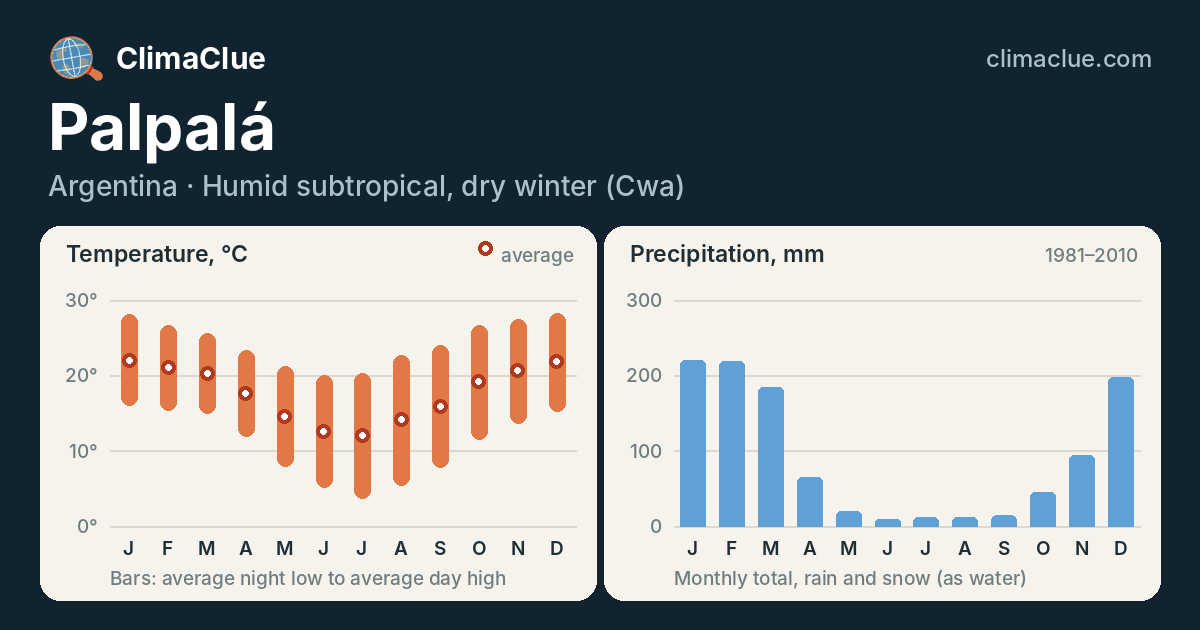 ClimaClue
climaclue.com
Palpalá
Argentina · Humid subtropical, dry winter (Cwa)
Temperature, °C
average
30°
20°
10°
0°
J F M A M J J A S O N D
Bars: average night low to average day high
Precipitation, mm
1981–2010
300
200
100
0
J F M A M J J A S O N D
Monthly total, rain and snow (as water)